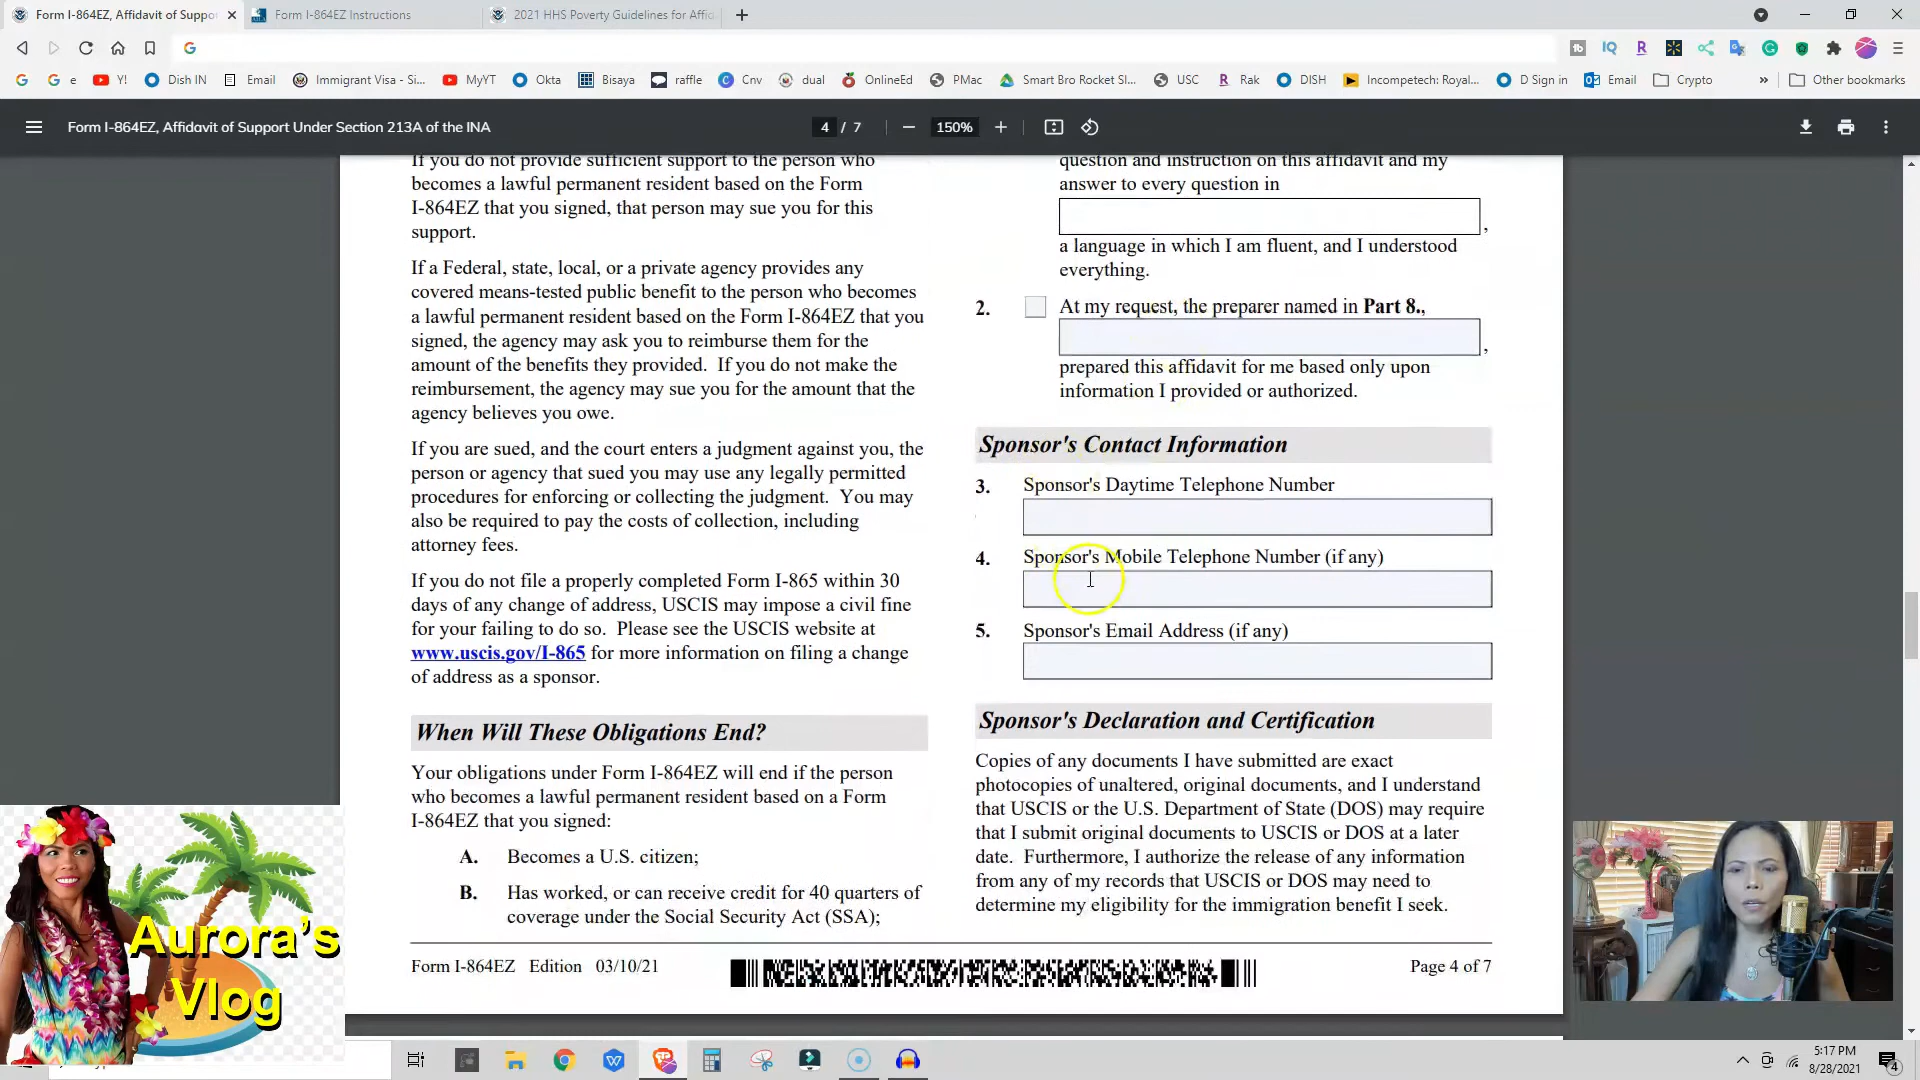 Form I-864EZ, Affidavit of Suppo
Form I-864EZ Instructions
2021 HHS Poverty Guidelines for Affid
G e
Y!
Dish IN
Email
Immigrant Visa - Si...
MyYT
Okta
Bisaya
raffle
Cnv
dual
OnlineEd
PMac
Smart Bro Rocket Sl...
USC
Rak
DISH
Incompetech: Royal...
D Sign in
Email
Crypto
»
Other bookmarks
Form I-864EZ, Affidavit of Support Under Section 213A of the INA
4 / 7
150%
If you do not provide sufficient support to the person who
becomes a lawful permanent resident based on the Form
I-864EZ that you signed, that person may sue you for this
support.
If a Federal, state, local, or a private agency provides any
covered means-tested public benefit to the person who becomes
a lawful permanent resident based on the Form I-864EZ that you
signed, the agency may ask you to reimburse them for the
amount of the benefits they provided. If you do not make the
reimbursement, the agency may sue you for the amount that the
agency believes you owe.
If you are sued, and the court enters a judgment against you, the
person or agency that sued you may use any legally permitted
procedures for enforcing or collecting the judgment. You may
also be required to pay the costs of collection, including
attorney fees.
If you do not file a properly completed Form I-865 within 30
days of any change of address, USCIS may impose a civil fine
for your failing to do so. Please see the USCIS website at
www.uscis.gov/I-865 for more information on filing a change
of address as a sponsor.
When Will These Obligations End?
Your obligations under Form I-864EZ will end if the person
who becomes a lawful permanent resident based on a Form
I-864EZ that you signed:
A. Becomes a U.S. citizen;
B. Has worked, or can receive credit for 40 quarters of
coverage under the Social Security Act (SSA);
question and instruction on this affidavit and my
answer to every question in
,
a language in which I am fluent, and I understood
everything.
2. At my request, the preparer named in Part 8.,
,
prepared this affidavit for me based only upon
information I provided or authorized.
Sponsor's Contact Information
3. Sponsor's Daytime Telephone Number
4. Sponsor's Mobile Telephone Number (if any)
5. Sponsor's Email Address (if any)
Sponsor's Declaration and Certification
Copies of any documents I have submitted are exact
photocopies of unaltered, original documents, and I understand
that USCIS or the U.S. Department of State (DOS) may require
that I submit original documents to USCIS or DOS at a later
date. Furthermore, I authorize the release of any information
from any of my records that USCIS or DOS may need to
determine my eligibility for the immigration benefit I seek.
Form I-864EZ Edition 03/10/21
Page 4 of 7
Aurora's
Vlog
5:17 PM
8/28/2021
4